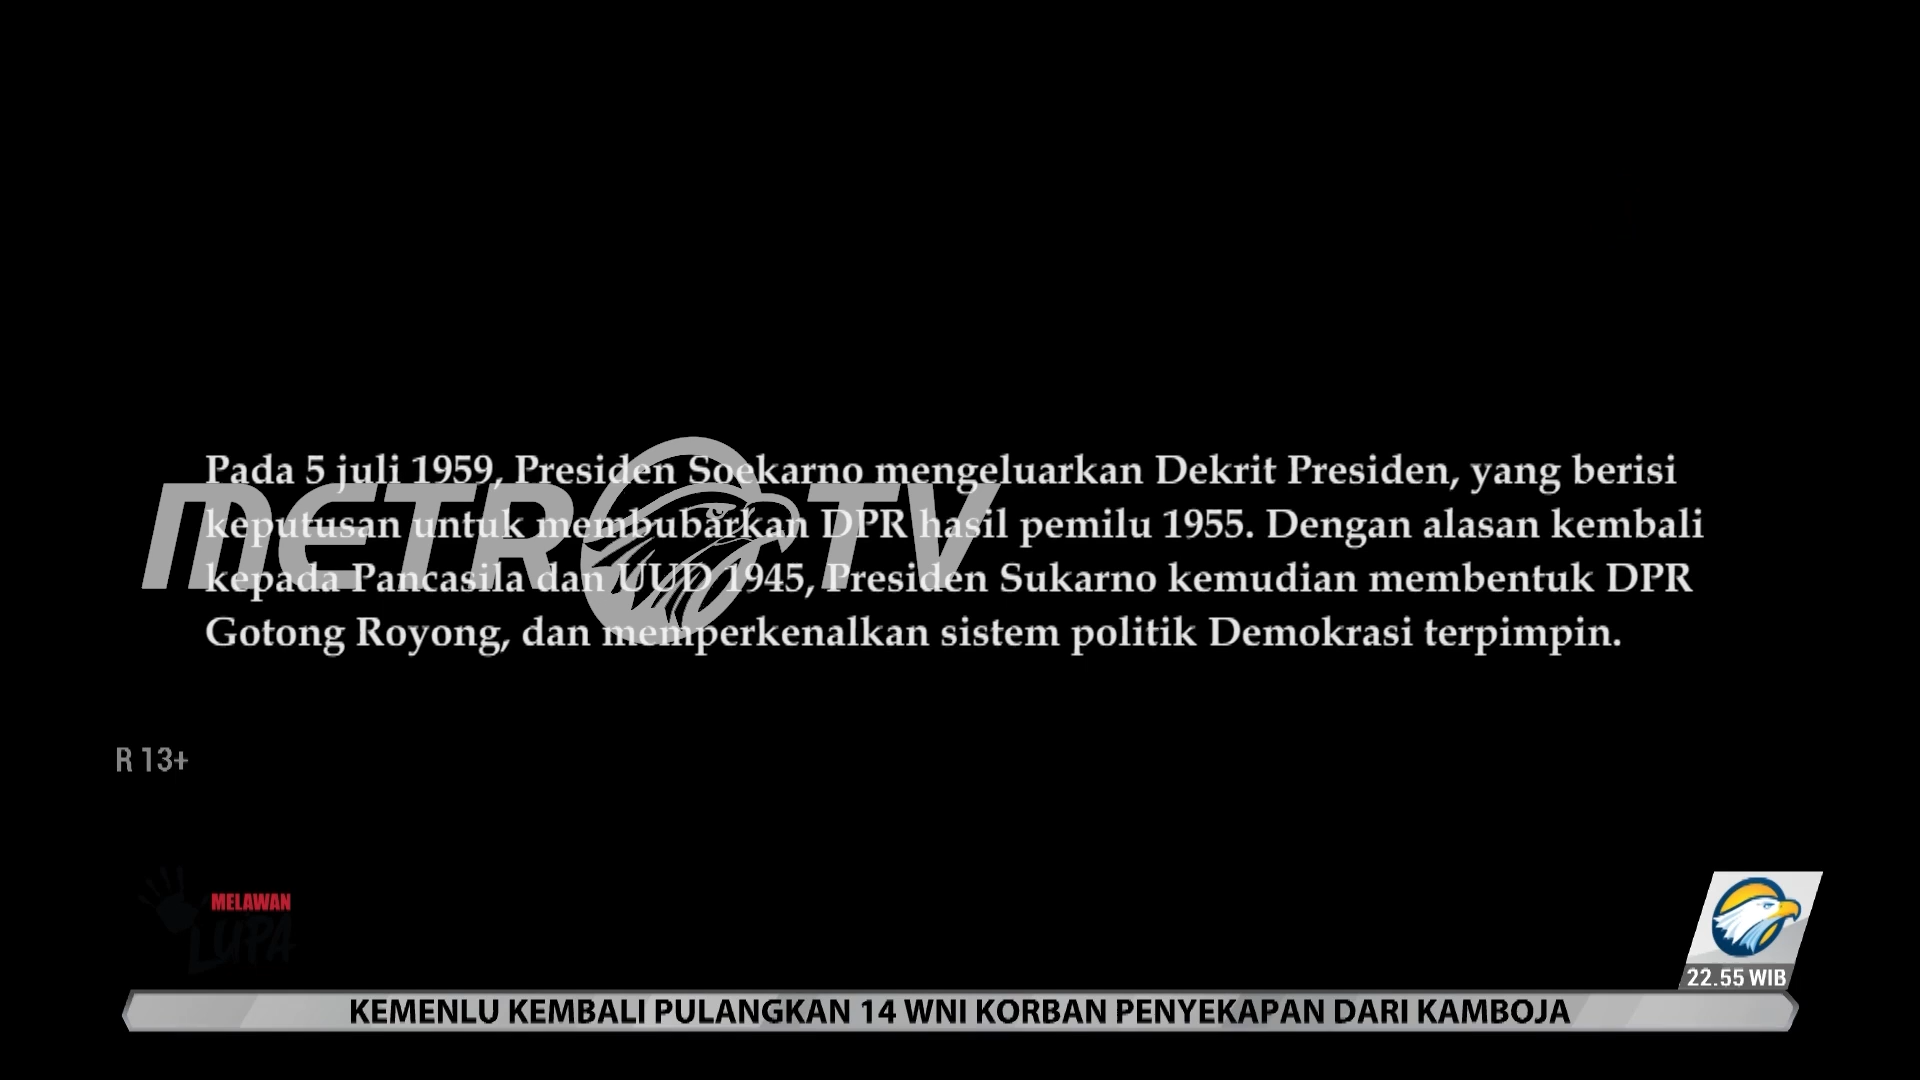 Pada 5 juli 1959, Presiden Soekarno mengeluarkan Dekrit Presiden, yang berisi
keputusan untuk membubarkan DPR hasil pemilu 1955. Dengan alasan kembali
kepada Pancasila dan UUD 1945, Presiden Sukarno kemudian membentuk DPR
Gotong Royong, dan memperkenalkan sistem politik Demokrasi terpimpin.
METRO TV
R 13+
MELAWAN
LUPA
22.55 WIB
KEMENLU KEMBALI PULANGKAN 14 WNI KORBAN PENYEKAPAN DARI KAMBOJA